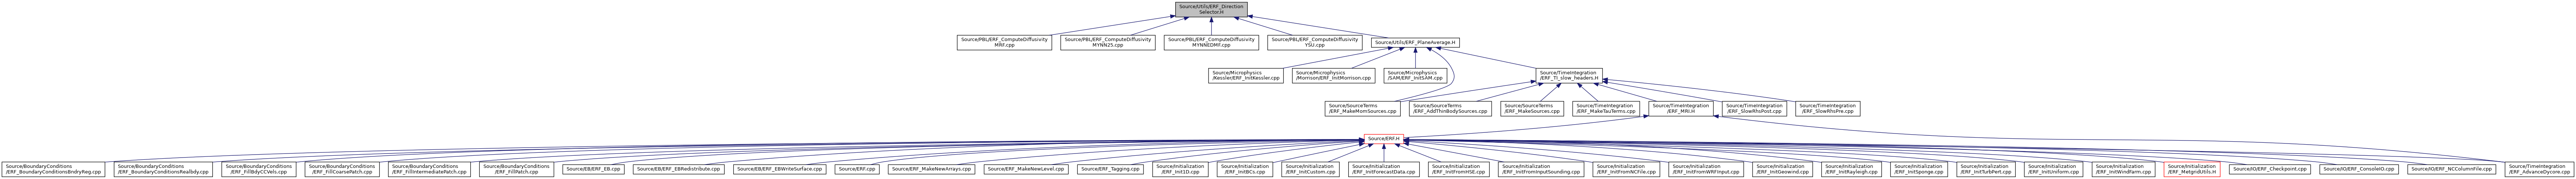 Source/Utils/ERF_Direction
Selector.H
Source/PBL/ERF_ComputeDiffusivity
MRF.cpp
Source/PBL/ERF_ComputeDiffusivity
MYNN25.cpp
Source/PBL/ERF_ComputeDiffusivity
MYNNEDMF.cpp
Source/PBL/ERF_ComputeDiffusivity
YSU.cpp
Source/Utils/ERF_PlaneAverage.H
Source/Microphysics
/Kessler/ERF_InitKessler.cpp
Source/Microphysics
/Morrison/ERF_InitMorrison.cpp
Source/Microphysics
/SAM/ERF_InitSAM.cpp
Source/TimeIntegration
/ERF_TI_slow_headers.H
Source/SourceTerms
/ERF_MakeMomSources.cpp
Source/SourceTerms
/ERF_AddThinBodySources.cpp
Source/SourceTerms
/ERF_MakeSources.cpp
Source/TimeIntegration
/ERF_MakeTauTerms.cpp
Source/TimeIntegration
/ERF_MRI.H
Source/TimeIntegration
/ERF_SlowRhsPost.cpp
Source/TimeIntegration
/ERF_SlowRhsPre.cpp
Source/ERF.H
Source/BoundaryConditions
/ERF_BoundaryConditionsBndryReg.cpp
Source/BoundaryConditions
/ERF_BoundaryConditionsRealbdy.cpp
Source/BoundaryConditions
/ERF_FillBdyCCVels.cpp
Source/BoundaryConditions
/ERF_FillCoarsePatch.cpp
Source/BoundaryConditions
/ERF_FillIntermediatePatch.cpp
Source/BoundaryConditions
/ERF_FillPatch.cpp
Source/EB/ERF_EB.cpp
Source/EB/ERF_EBRedistribute.cpp
Source/EB/ERF_EBWriteSurface.cpp
Source/ERF.cpp
Source/ERF_MakeNewArrays.cpp
Source/ERF_MakeNewLevel.cpp
Source/ERF_Tagging.cpp
Source/Initialization
/ERF_Init1D.cpp
Source/Initialization
/ERF_InitBCs.cpp
Source/Initialization
/ERF_InitCustom.cpp
Source/Initialization
/ERF_InitForecastData.cpp
Source/Initialization
/ERF_InitFromHSE.cpp
Source/Initialization
/ERF_InitFromInputSounding.cpp
Source/Initialization
/ERF_InitFromNCFile.cpp
Source/Initialization
/ERF_InitFromWRFInput.cpp
Source/Initialization
/ERF_InitGeowind.cpp
Source/Initialization
/ERF_InitRayleigh.cpp
Source/Initialization
/ERF_InitSponge.cpp
Source/Initialization
/ERF_InitTurbPert.cpp
Source/Initialization
/ERF_InitUniform.cpp
Source/Initialization
/ERF_InitWindFarm.cpp
Source/Initialization
/ERF_MetgridUtils.H
Source/IO/ERF_Checkpoint.cpp
Source/IO/ERF_ConsoleIO.cpp
Source/IO/ERF_NCColumnFile.cpp
Source/TimeIntegration
/ERF_AdvanceDycore.cpp